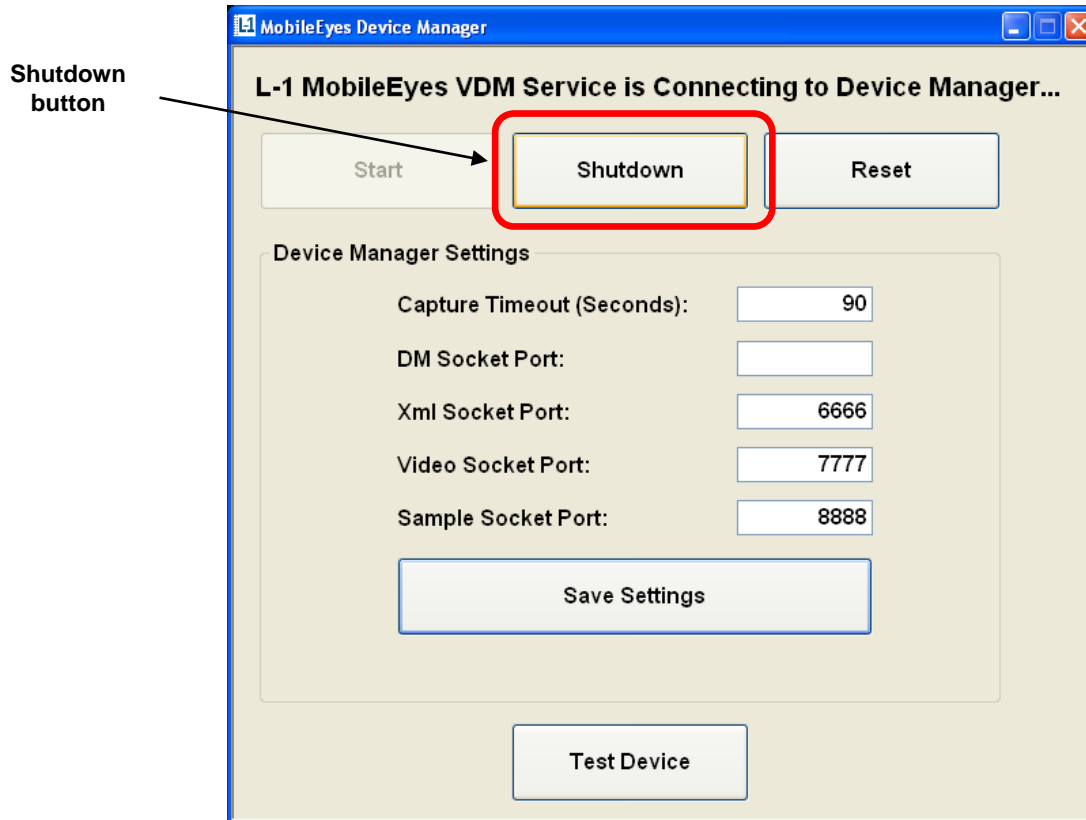 L-1 MobileEyes Device Manager
Shutdown
button
L-1 MobileEyes VDM Service is Connecting to Device Manager...
Start
Shutdown
Reset
Device Manager Settings
Capture Timeout (Seconds):
90
DM Socket Port:
Xml Socket Port:
6666
Video Socket Port:
7777
Sample Socket Port:
8888
Save Settings
Test Device